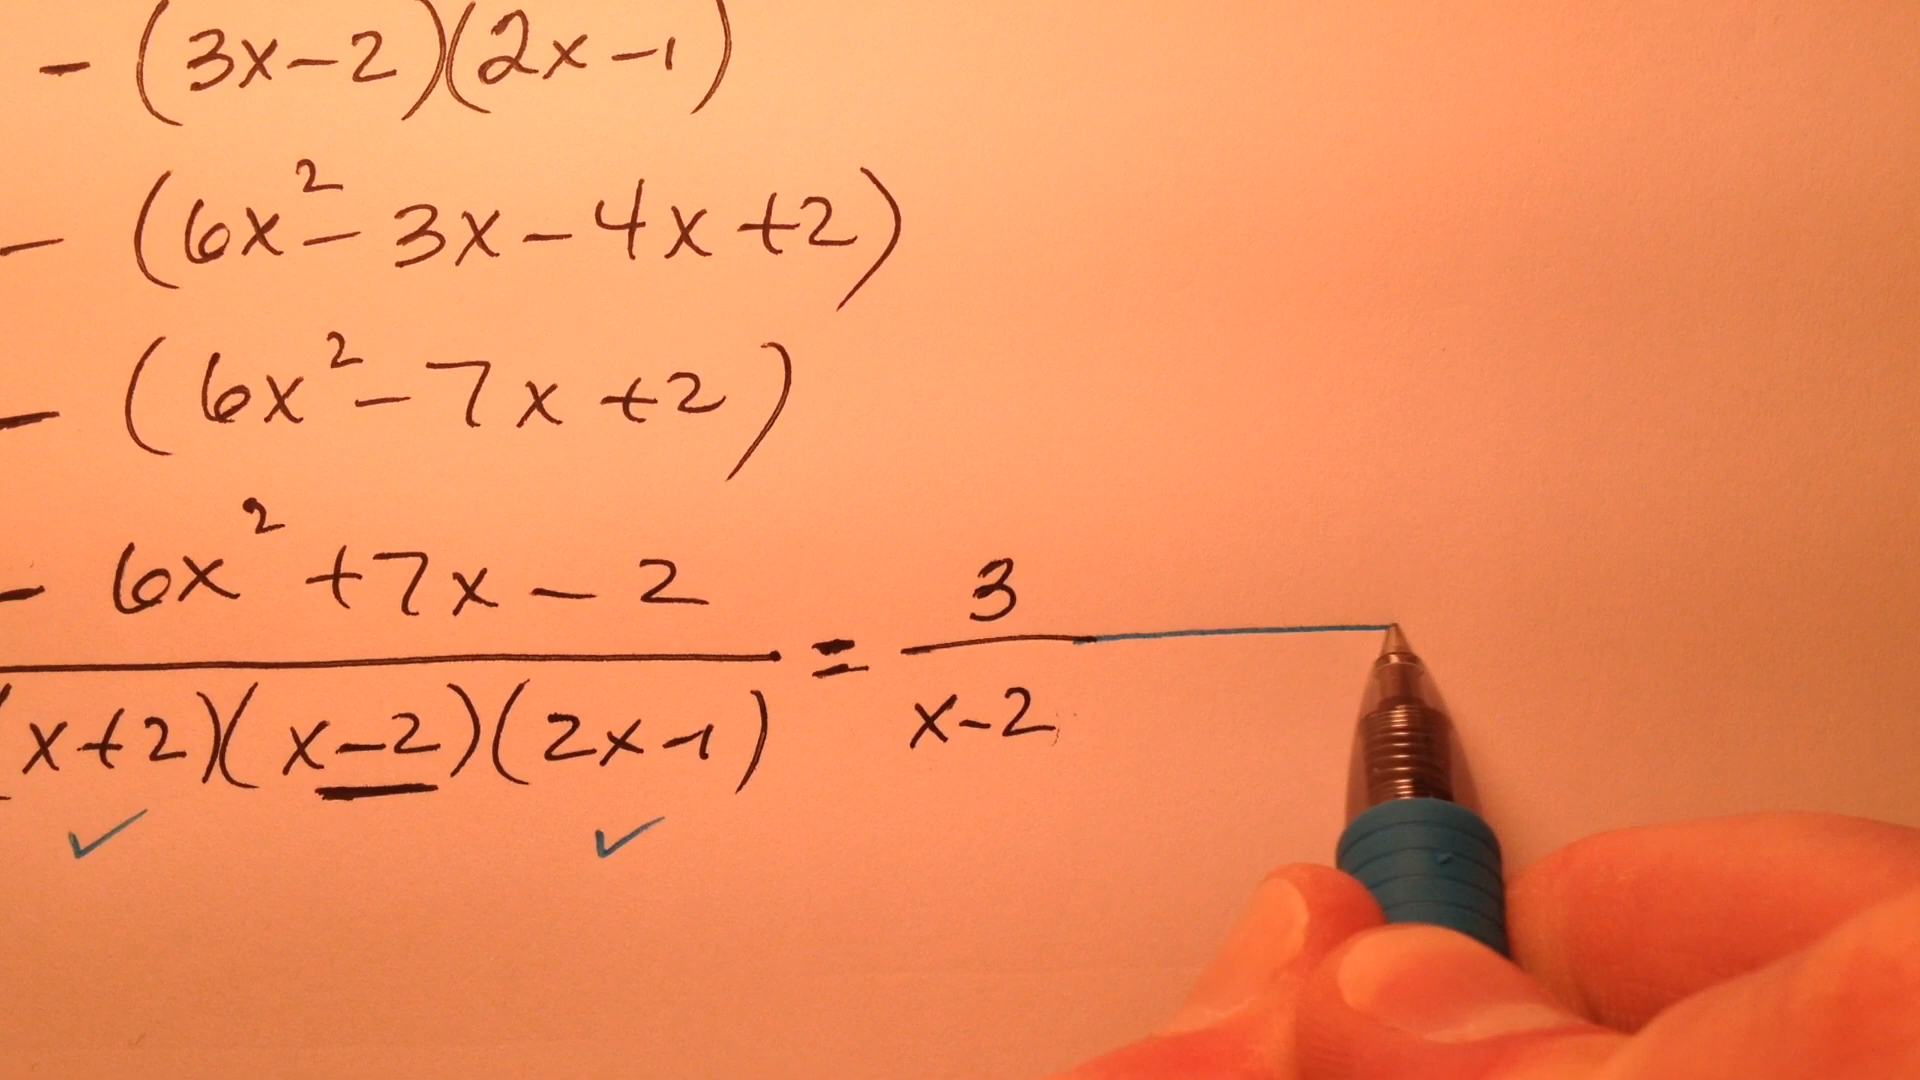 - (3x-2)(2x-1)
- (6x² - 3x - 4x + 2)
- (6x² - 7x + 2)
- 6x² + 7x - 2 = 3
(x+2)(x-2)(2x-1) x-2
✓ ✓